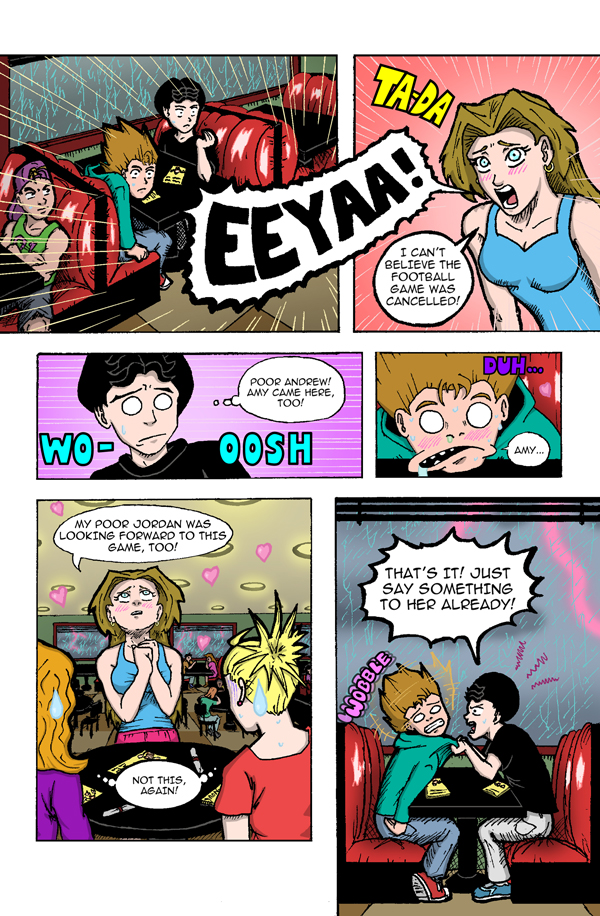 EEYAA!
TA-DA
I CAN'T
BELIEVE THE
FOOTBALL
GAME WAS
CANCELLED!
POOR ANDREW!
AMY CAME HERE,
TOO!
WO-OOSH
DUH...
AMY...
MY POOR JORDAN WAS
LOOKING FORWARD TO THIS
GAME, TOO!
NOT THIS,
AGAIN!
THAT'S IT! JUST
SAY SOMETHING
TO HER ALREADY!
WOBBLE